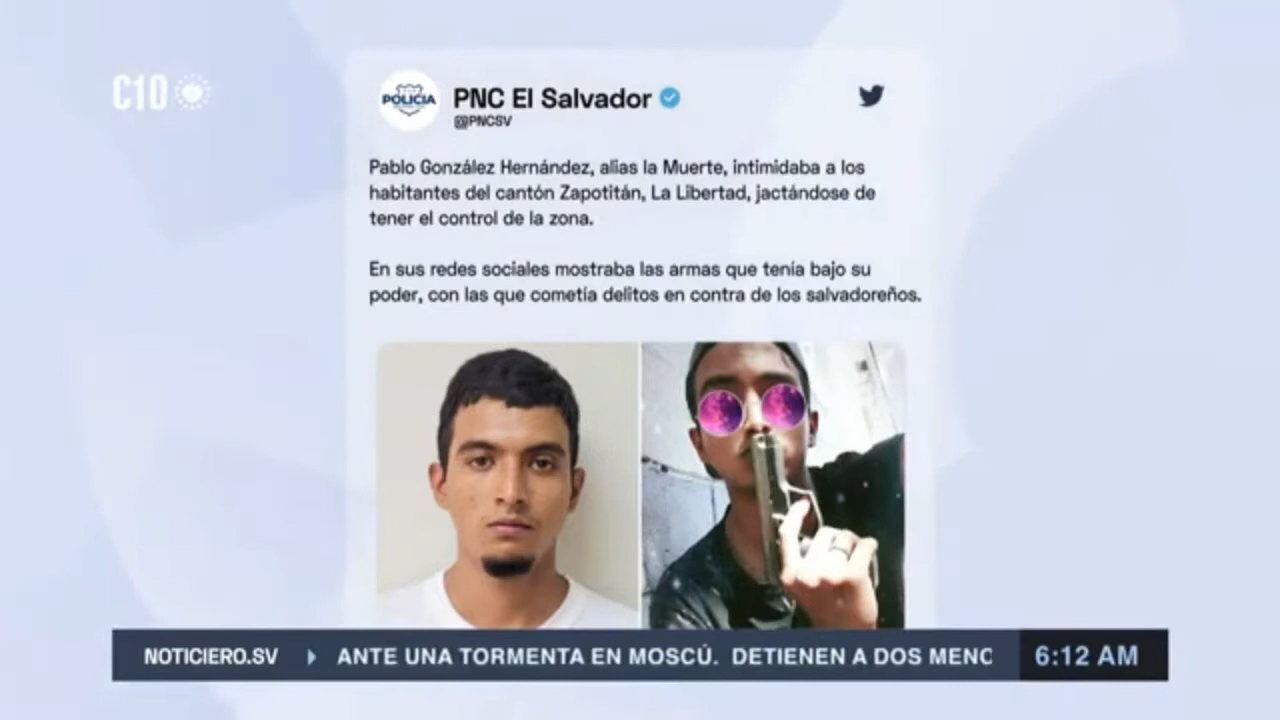 C10
POLICIA
PNC El Salvador
@PNCSV
Pablo González Hernández, alias la Muerte, intimidaba a los
habitantes del cantón Zapotitán, La Libertad, jactándose de
tener el control de la zona.
En sus redes sociales mostraba las armas que tenía bajo su
poder, con las que cometía delitos en contra de los salvadoreños.
NOTICIERO.SV ANTE UNA TORMENTA EN MOSCÚ. DETIENEN A DOS MENO 6:12 AM